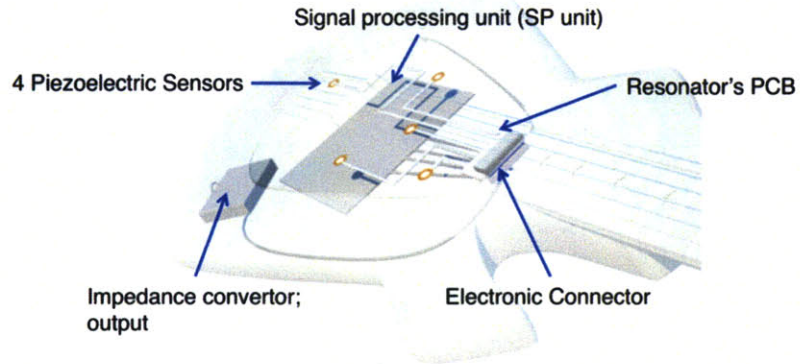 Signal processing unit (SP unit)
4 Piezoelectric Sensors
Resonator's PCB
Impedance convertor;
output
Electronic Connector